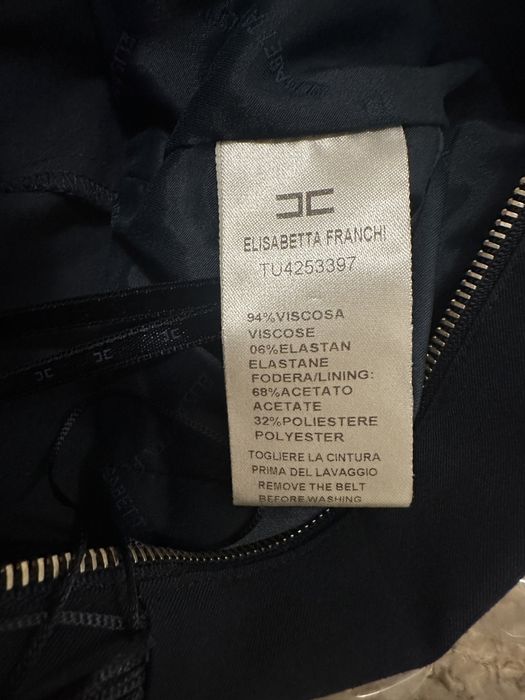 ELISABETTA FRANCHI
TU4253397
94%VISCOSA
VISCOSE
06%ELASTAN
ELASTANE
FODERA/LINING:
68%ACETATO
ACETATE
32%POLIESTERE
POLYESTER
TOGLIERE LA CINTURA
PRIMA DEL LAVAGGIO
REMOVE THE BELT
BEFORE WASHING